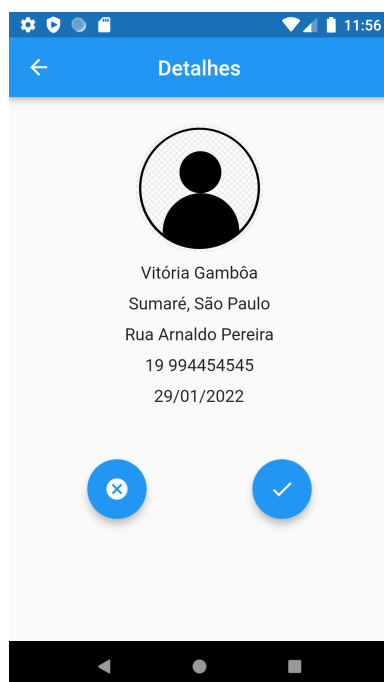 11:56
Detalhes
Vitória Gambôa
Sumaré, São Paulo
Rua Arnaldo Pereira
19 994454545
29/01/2022